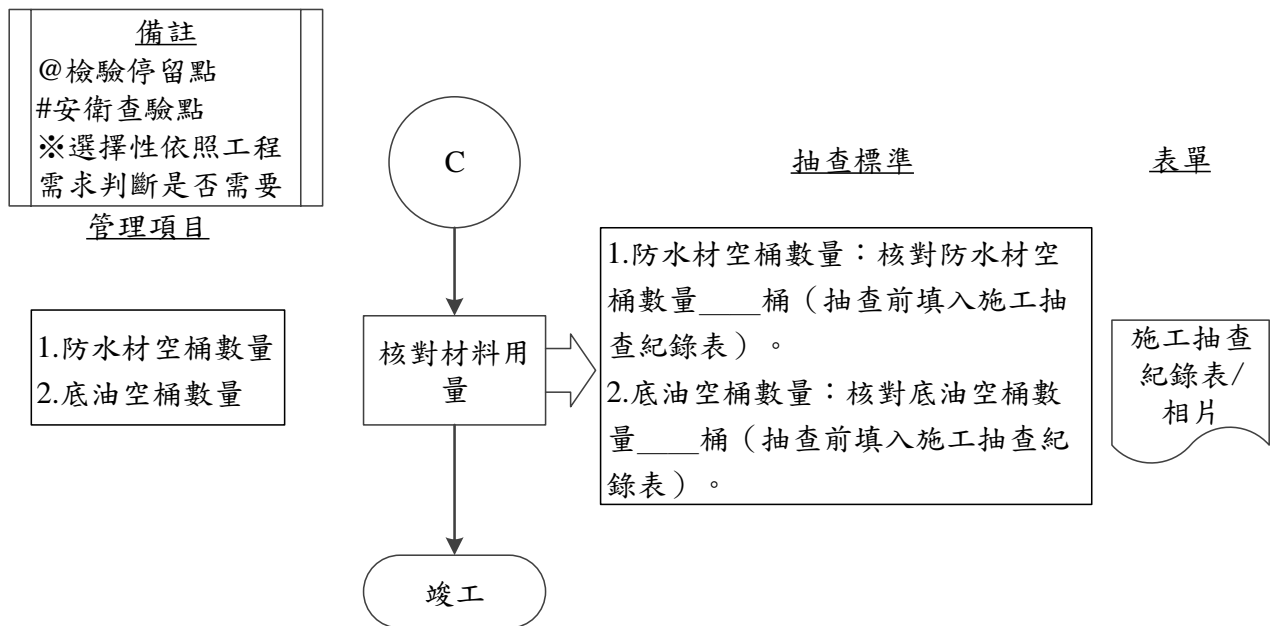 備註
@檢驗停留點
#安衛查驗點
※選擇性依照工程
需求判斷是否需要
管理項目
C
抽查標準
表單
1.防水材空桶數量
2.底油空桶數量
核對材料用
量
1.防水材空桶數量：核對防水材空
桶數量____桶（抽查前填入施工抽
查紀錄表）。
2.底油空桶數量：核對底油空桶數
量____桶（抽查前填入施工抽查紀
錄表）。
施工抽查
紀錄表/
相片
竣工